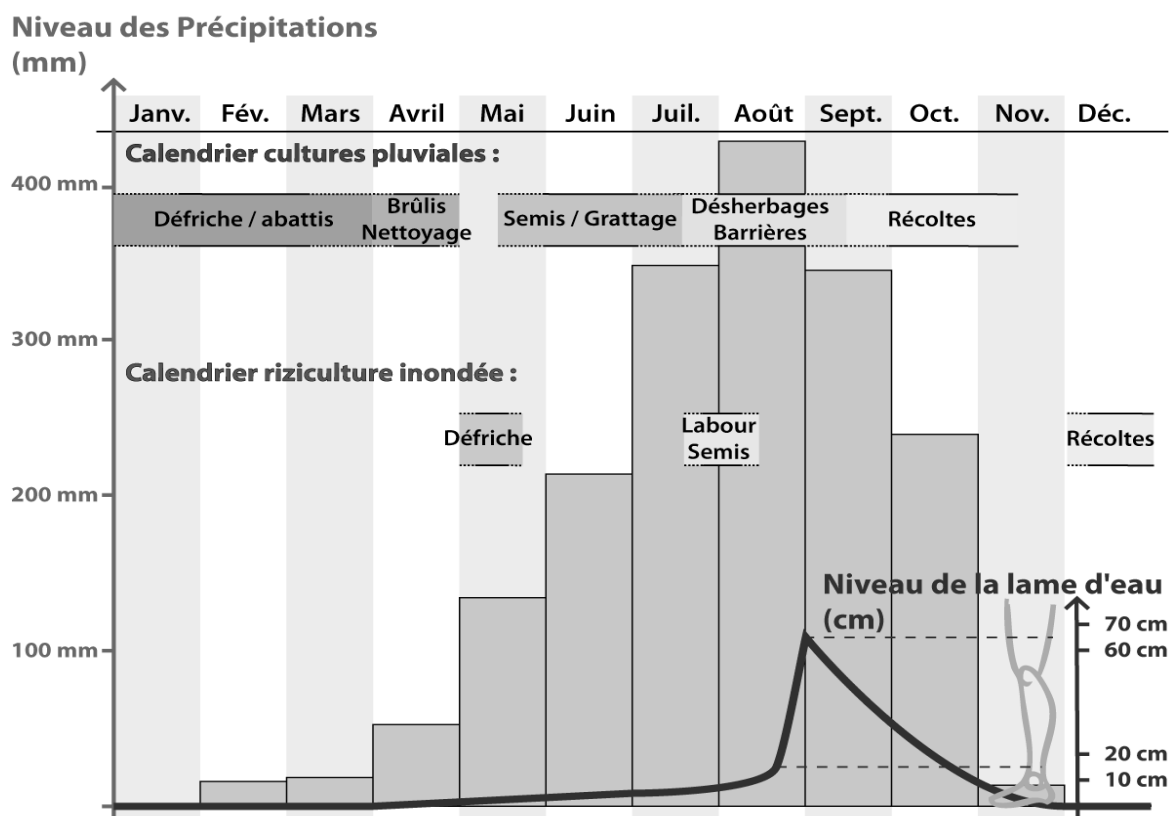 Niveau des Précipitations
(mm)
Janv. Fév. Mars Avril Mai Juin Juil. Août Sept. Oct. Nov. Déc.
Calendrier cultures pluviales :
400 mm
Défriche / abattis
Brûlis
Nettoyage
Semis / Grattage
Désherbages
Barrières
Récoltes
300 mm
Calendrier riziculture inondée :
Défriche
Labour
Semis
Récoltes
200 mm
Niveau de la lame d'eau
(cm)
70 cm
100 mm
60 cm
20 cm
10 cm